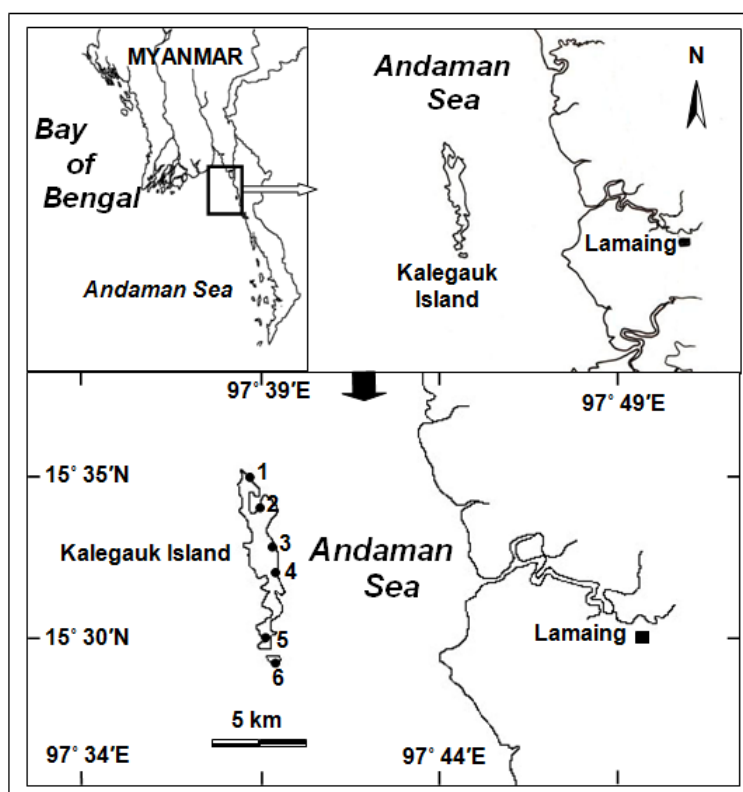 MYANMAR
Bay
of
Bengal
Andaman Sea
Andaman
Sea
N
Lamaing
Kalegauk
Island
97° 39'E
97° 49'E
15° 35'N
1
2
3
Kalegauk Island
4
Andaman
Sea
15° 30'N
5
Lamaing
6
5 km
97° 34'E
97° 44'E